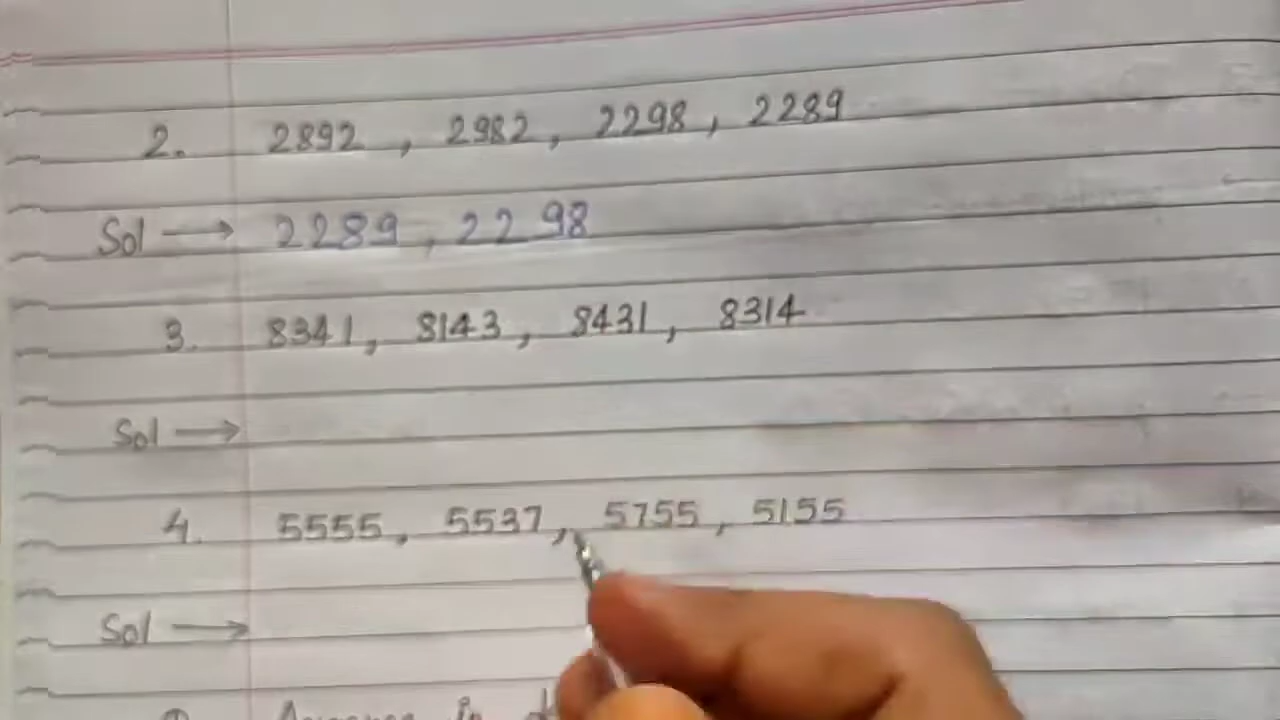 2. 2892, 2982, 2298, 2289
Sol → 2289, 2298
3. 8341, 8143, 8431, 8314
Sol →
4. 5555, 5537, 5755, 5155
Sol →
in